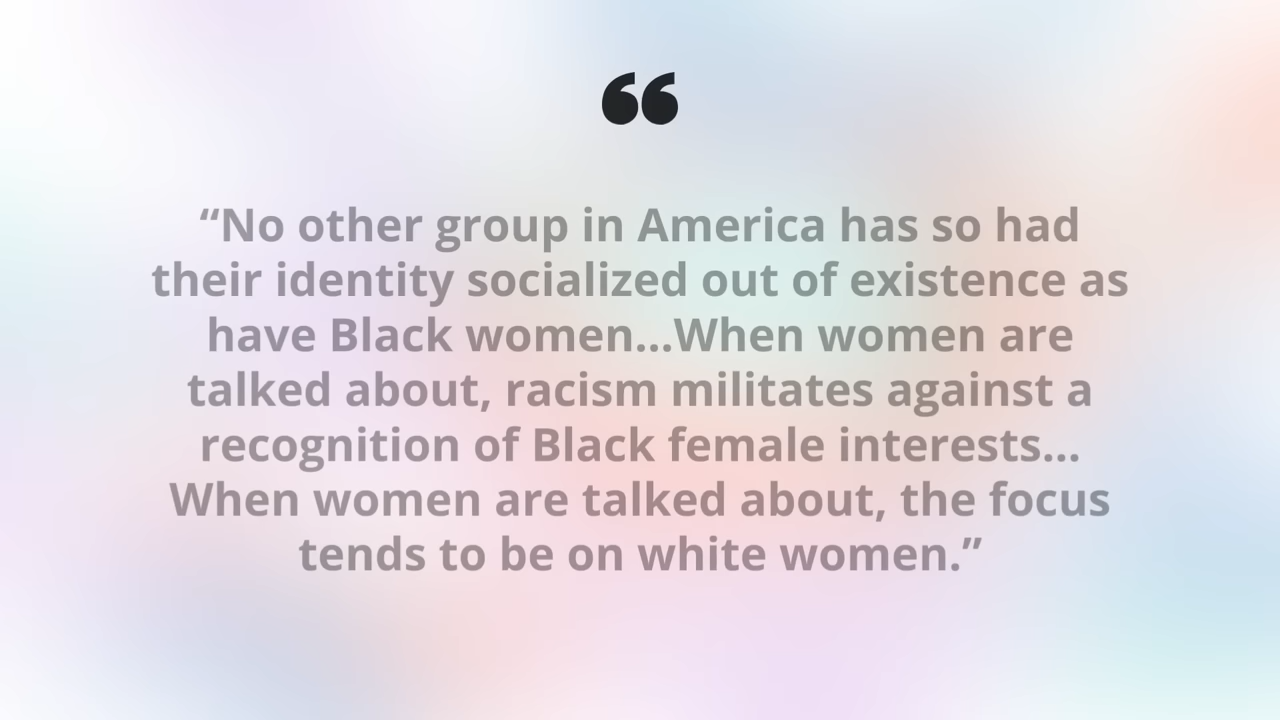 “
“No other group in America has so had
their identity socialized out of existence as
have Black women...When women are
talked about, racism militates against a
recognition of Black female interests...
When women are talked about, the focus
tends to be on white women.”